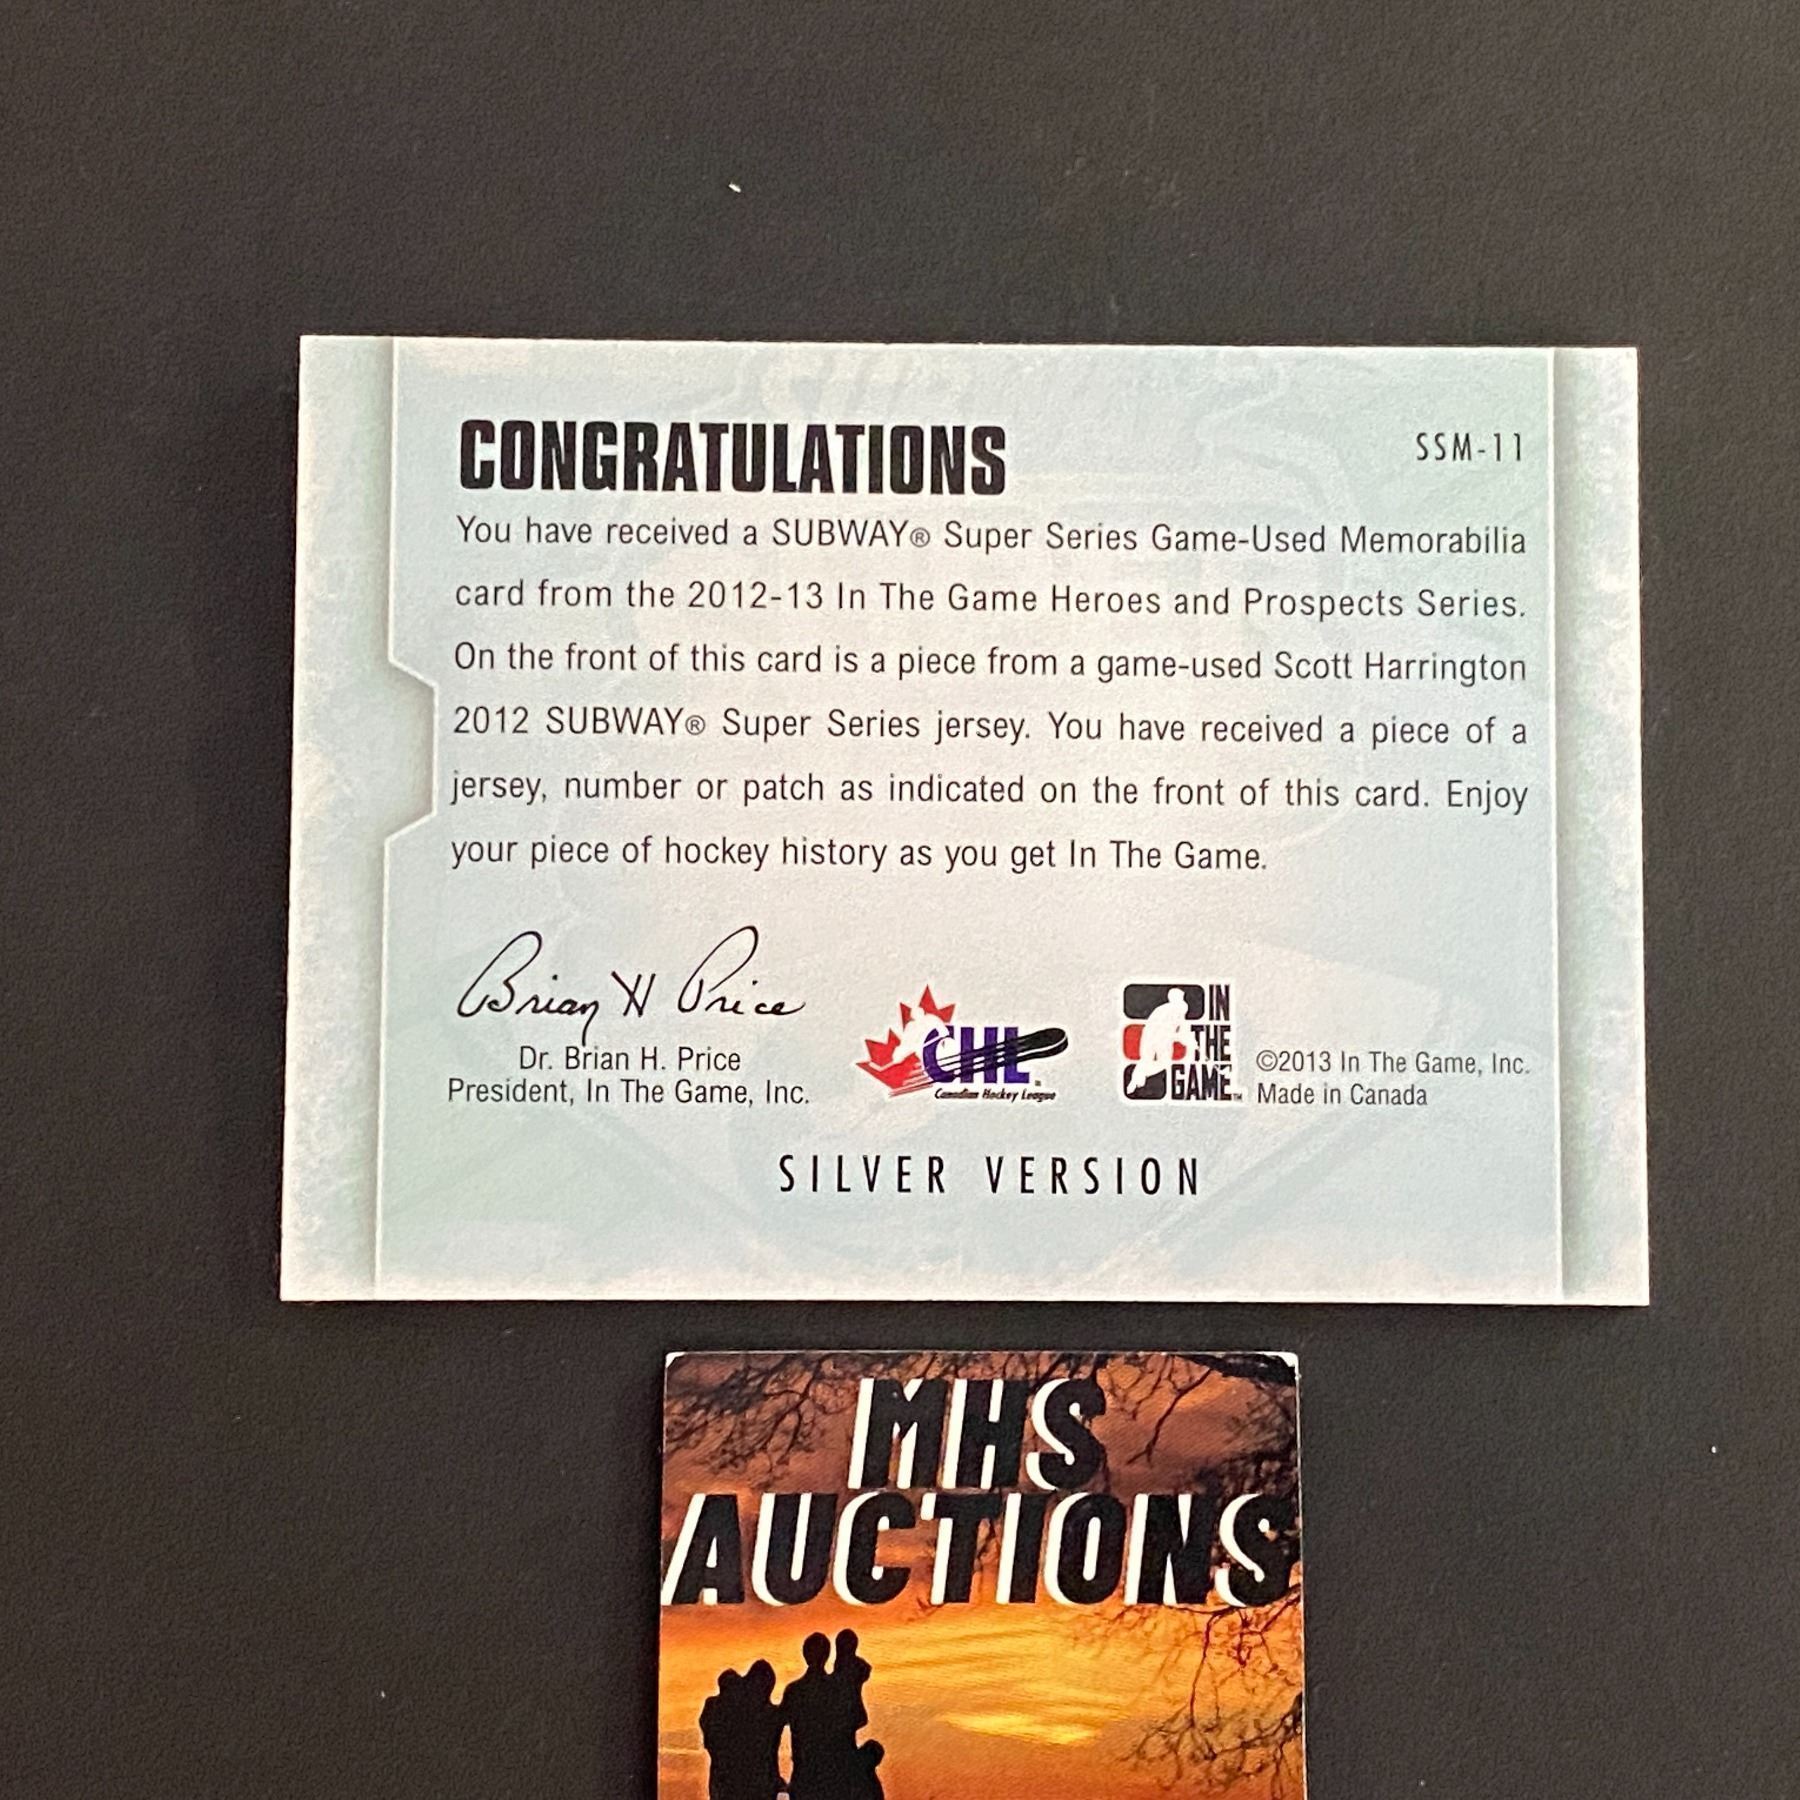 CONGRATULATIONS
SSM-11
You have received a SUBWAY® Super Series Game-Used Memorabilia
card from the 2012-13 In The Game Heroes and Prospects Series.
On the front of this card is a piece from a game-used Scott Harrington
2012 SUBWAY® Super Series jersey. You have received a piece of a
jersey, number or patch as indicated on the front of this card. Enjoy
your piece of hockey history as you get In The Game.
Brian H Price
Dr. Brian H. Price
President, In The Game, Inc.
CHL
Canadian Hockey League
IN
THE
GAME™
©2013 In The Game, Inc.
Made in Canada
SILVER VERSION
MHS
AUCTIONS